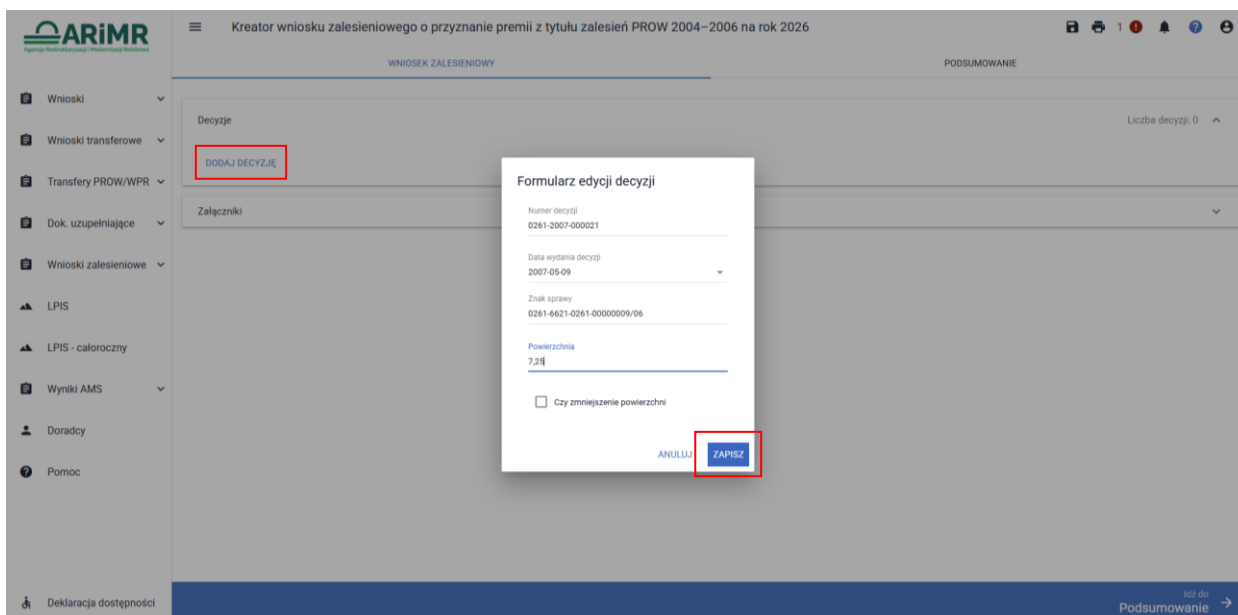 ARiMR
Agencja Restrukturyzacji i Modernizacji Rolnictwa
Kreator wniosku zalesieniowego o przyznanie premii z tytułu zalesień PROW 2004–2006 na rok 2026
1
WNIOSEK ZALESIENIOWY
PODSUMOWANIE
Wnioski
Wnioski transferowe
Transfery PROW/WPR
Dok. uzupełniające
Wnioski zalesieniowe
LPIS
LPIS - całoroczny
Wyniki AMS
Doradcy
Pomoc
Deklaracja dostępności
Decyzje
Liczba decyzji: 0
DODAJ DECYZJĘ
Załączniki
Formularz edycji decyzji
Numer decyzji
0261-2007-000021
Data wydania decyzji
2007-05-09
Znak sprawy
0261-6621-0261-00000009/06
Powierzchnia
7,25
Czy zmniejszenie powierzchni
ANULUJ
ZAPISZ
Idź do
Podsumowanie